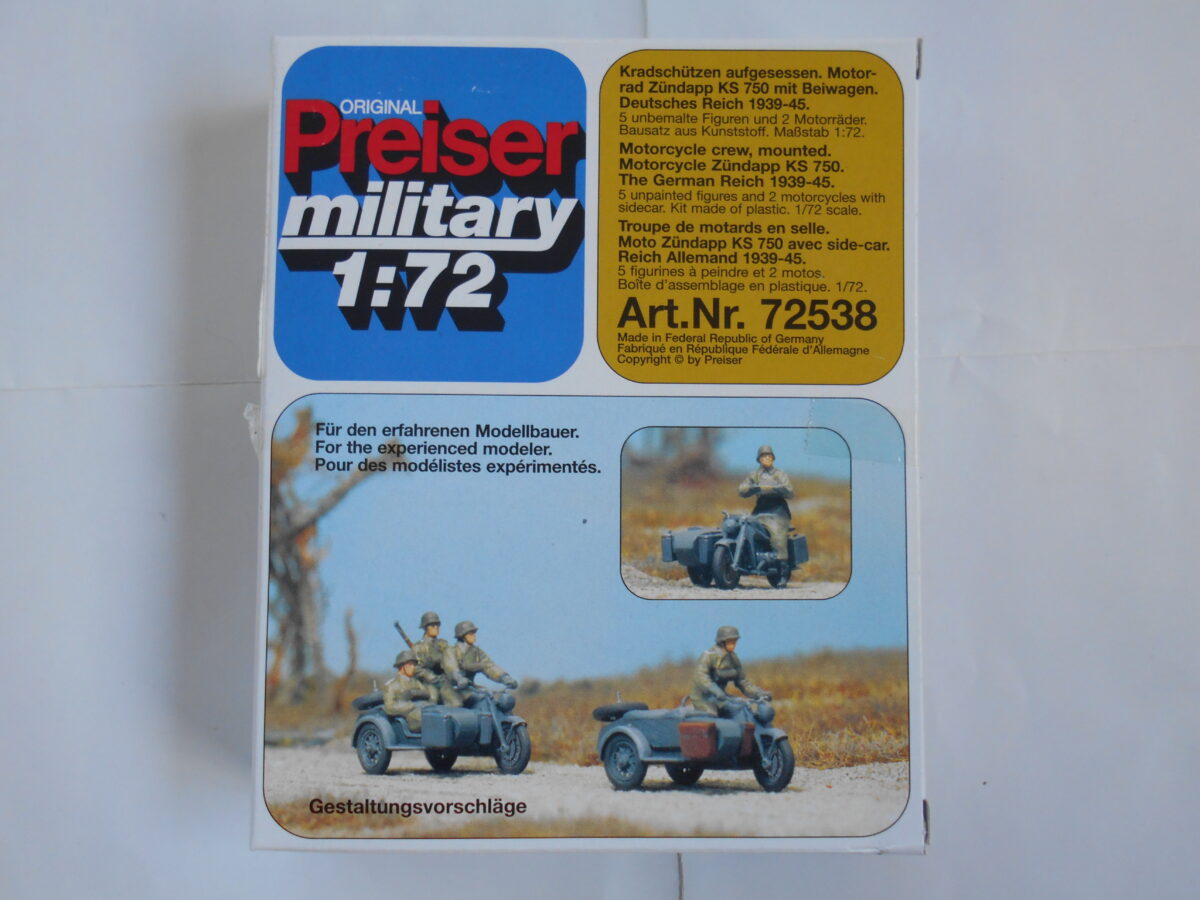 ORIGINAL
Preiser
military
1:72
Kradschützen aufgesessen. Motor-
rad Zündapp KS 750 mit Beiwagen.
Deutsches Reich 1939-45.
5 unbemalte Figuren und 2 Motorräder.
Bausatz aus Kunststoff. Maßstab 1:72.
Motorcycle crew, mounted.
Motorcycle Zündapp KS 750.
The German Reich 1939-45.
5 unpainted figures and 2 motorcycles with
sidecar. Kit made of plastic. 1/72 scale.
Troupe de motards en selle.
Moto Zündapp KS 750 avec side-car.
Reich Allemand 1939-45.
5 figurines à peindre et 2 motos.
Boîte d'assemblage en plastique. 1/72.
Art.Nr. 72538
Made in Federal Republic of Germany
Fabriqué en République Fédérale d'Allemagne
Copyright © by Preiser
Für den erfahrenen Modellbauer.
For the experienced modeler.
Pour des modélistes expérimentés.
Gestaltungsvorschläge